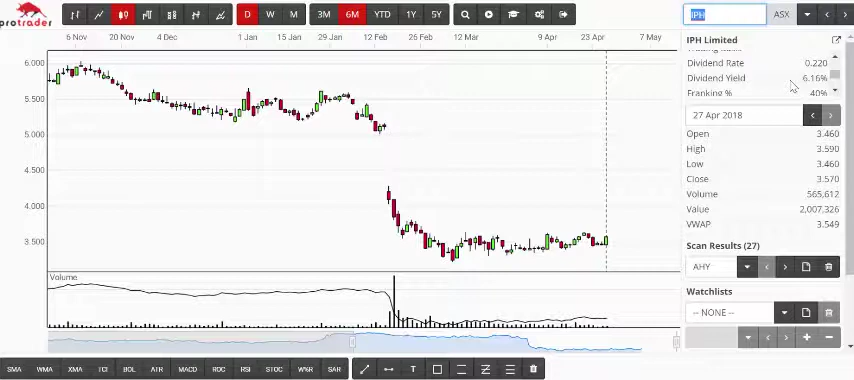 protrader
D W M
3M 6M YTD 1Y 5Y
IPH ASX
6 Nov 20 Nov 4 Dec 1 Jan 15 Jan 29 Jan 12 Feb 26 Feb 12 Mar 26 Mar 9 Apr 23 Apr 7 May
6.000
5.500
5.000
4.500
4.000
3.500
Volume
IPH Limited
Dividend Rate 0.220
Dividend Yield 6.16%
Franking % 40%
27 Apr 2018
Open 3.460
High 3.590
Low 3.460
Close 3.570
Volume 565,612
Value 2,007,326
VWAP 3.549
Scan Results (27)
AHY
Watchlists
-- NONE --
SMA WMA XMA TCF BOL ATR MACD ROC RSI STOC W%R SAR T